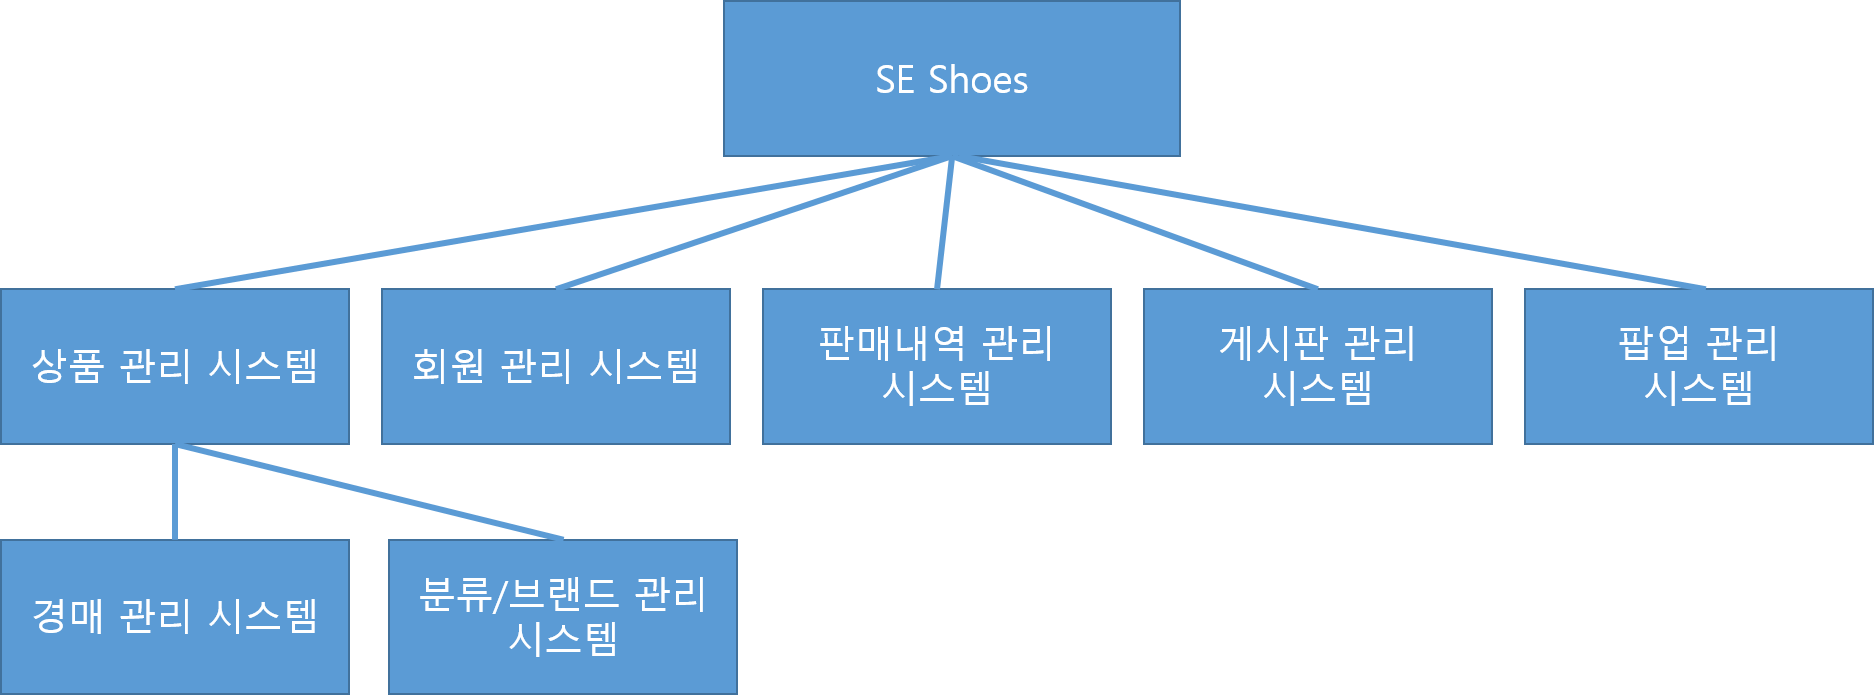 SE Shoes
상품 관리 시스템
회원 관리 시스템
판매내역 관리
시스템
게시판 관리
시스템
팝업 관리
시스템
경매 관리 시스템
분류/브랜드 관리
시스템